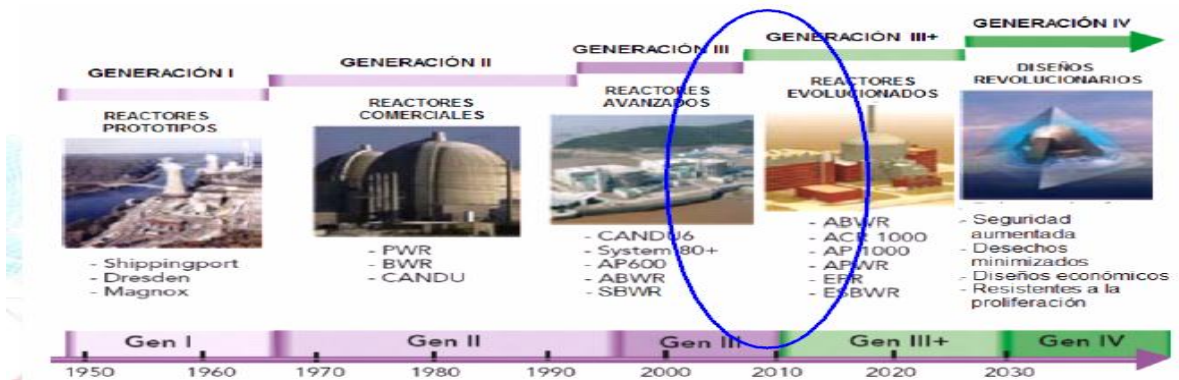 GENERACIÓN I
REACTORES
PROTOTIPOS
- Shippingport
- Dresden
- Magnox
GENERACIÓN II
REACTORES
COMERCIALES
- PWR
- BWR
- CANDU
GENERACIÓN III
REACTORES
AVANZADOS
- CANDU6
- System 80+
- AP600
- ABWR
- SBWR
GENERACIÓN III+
REACTORES
EVOLUCIONADOS
- ABWR
- ACR 1000
- AP 1000
- APWR
- EPR
- ESBWR
GENERACIÓN IV
DISEÑOS
REVOLUCIONARIOS
- Seguridad
aumentada
- Desechos
minimizados
- Diseños económicos
- Resistentes a la
proliferación
Gen I Gen II Gen III Gen III+ Gen IV
1950 1960 1970 1980 1990 2000 2010 2020 2030